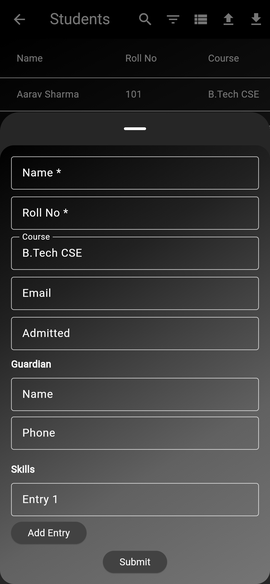 Students
Name Roll No Course
Aarav Sharma 101 B.Tech CSE
Name *
Roll No *
Course
B.Tech CSE
Email
Admitted
Guardian
Name
Phone
Skills
Entry 1
Add Entry
Submit